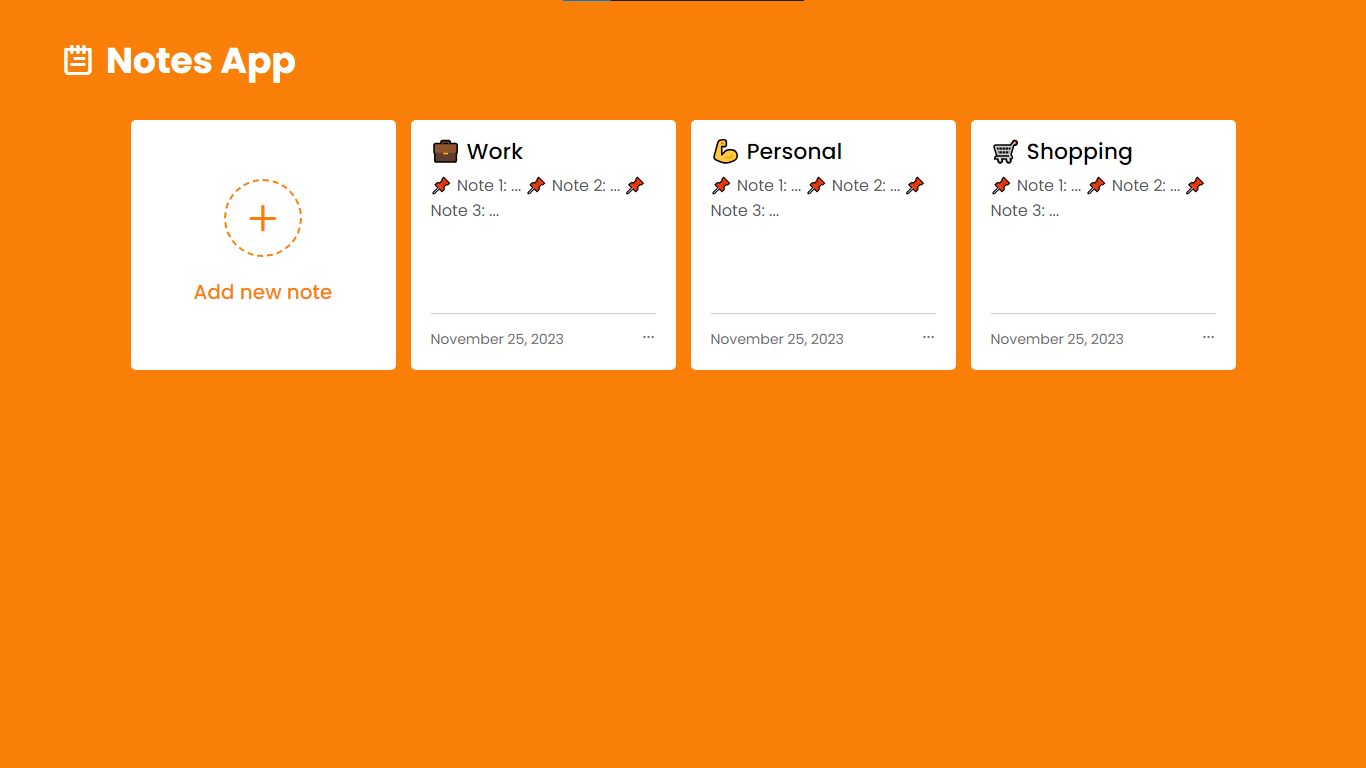 Notes App
Add new note
💼 Work
📌 Note 1: ... 📌 Note 2: ... 📌
Note 3: ...
November 25, 2023
...
💪 Personal
📌 Note 1: ... 📌 Note 2: ... 📌
Note 3: ...
November 25, 2023
...
🛒 Shopping
📌 Note 1: ... 📌 Note 2: ... 📌
Note 3: ...
November 25, 2023
...